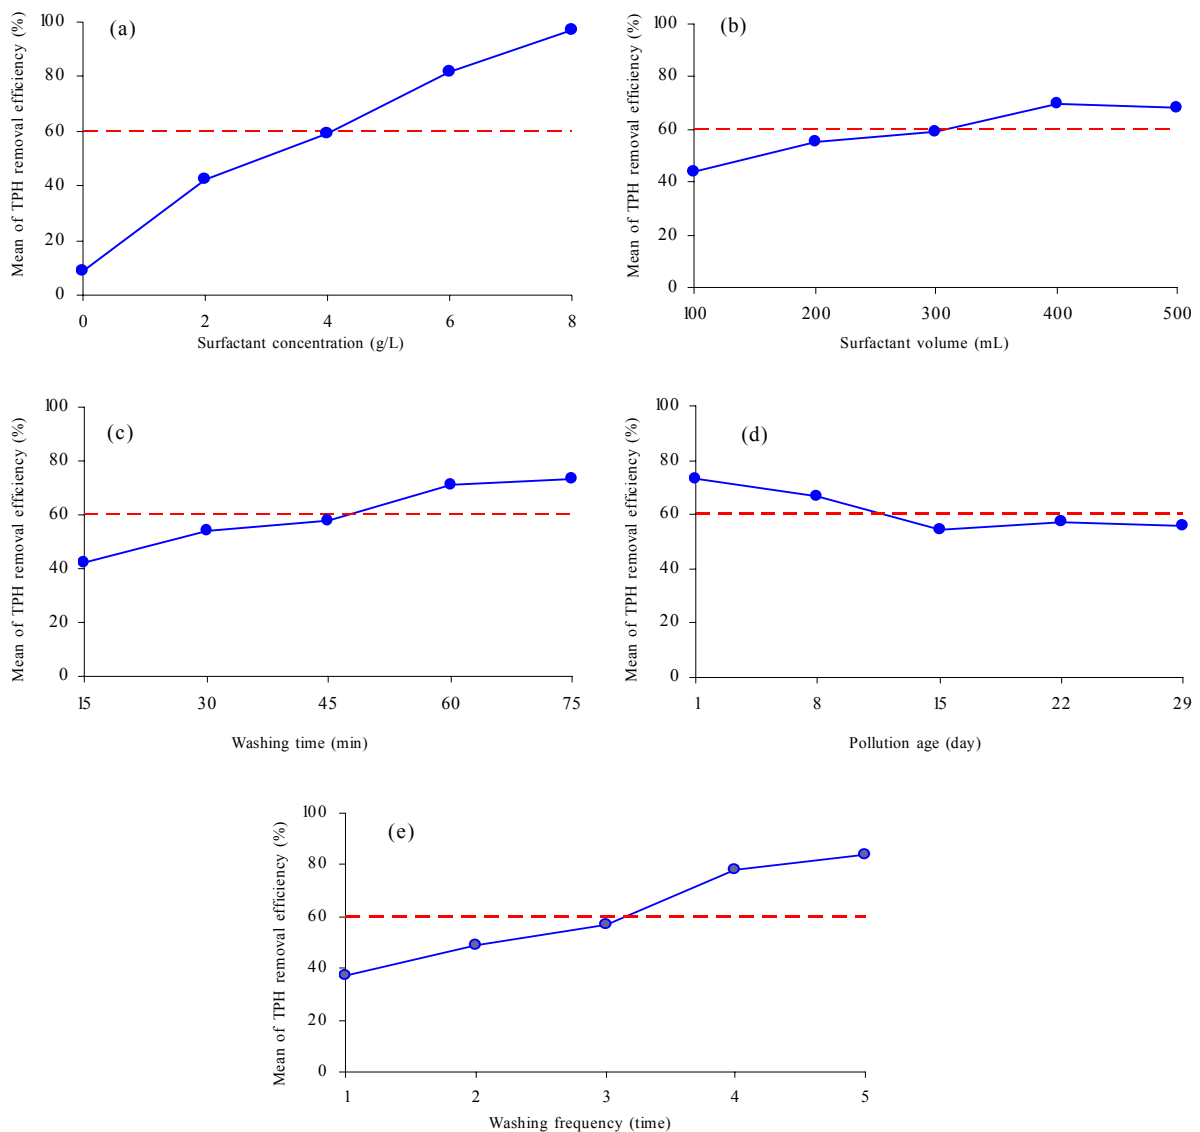 (a)
Mean of TPH removal efficiency (%)
100
80
60
40
20
0
0 2 4 6 8
Surfactant concentration (g/L)
(b)
Mean of TPH removal efficiency (%)
100
80
60
40
20
0
100 200 300 400 500
Surfactant volume (mL)
(c)
Mean of TPH removal efficiency (%)
100
80
60
40
20
0
15 30 45 60 75
Washing time (min)
(d)
Mean of TPH removal efficiency (%)
100
80
60
40
20
0
1 8 15 22 29
Pollution age (day)
(e)
Mean of TPH removal efficiency (%)
100
80
60
40
20
0
1 2 3 4 5
Washing frequency (time)